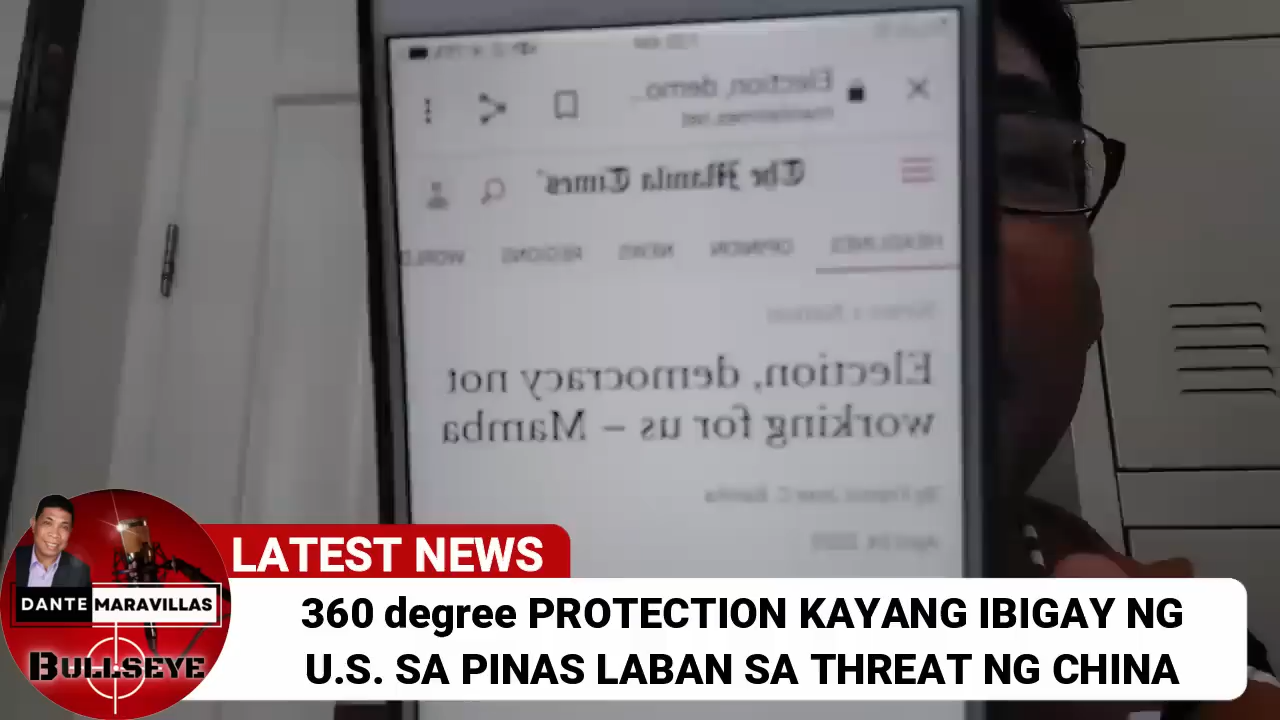 Election, demo...
The Manila Times
HEADLINES OPINION NEWS REGIONS WORLD
Election, democracy not
working for us – Mamba
LATEST NEWS
DANTE MARAVILLAS
BULLSEYE
360 degree PROTECTION KAYANG IBIGAY NG
U.S. SA PINAS LABAN SA THREAT NG CHINA